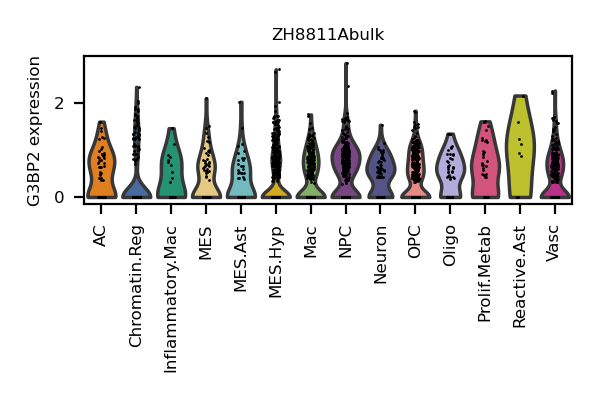 ZH8811Abulk
G3BP2 expression
2
0
AC
Chromatin.Reg
Inflammatory.Mac
MES
MES.Ast
MES.Hyp
Mac
NPC
Neuron
OPC
Oligo
Prolif.Metab
Reactive.Ast
Vasc